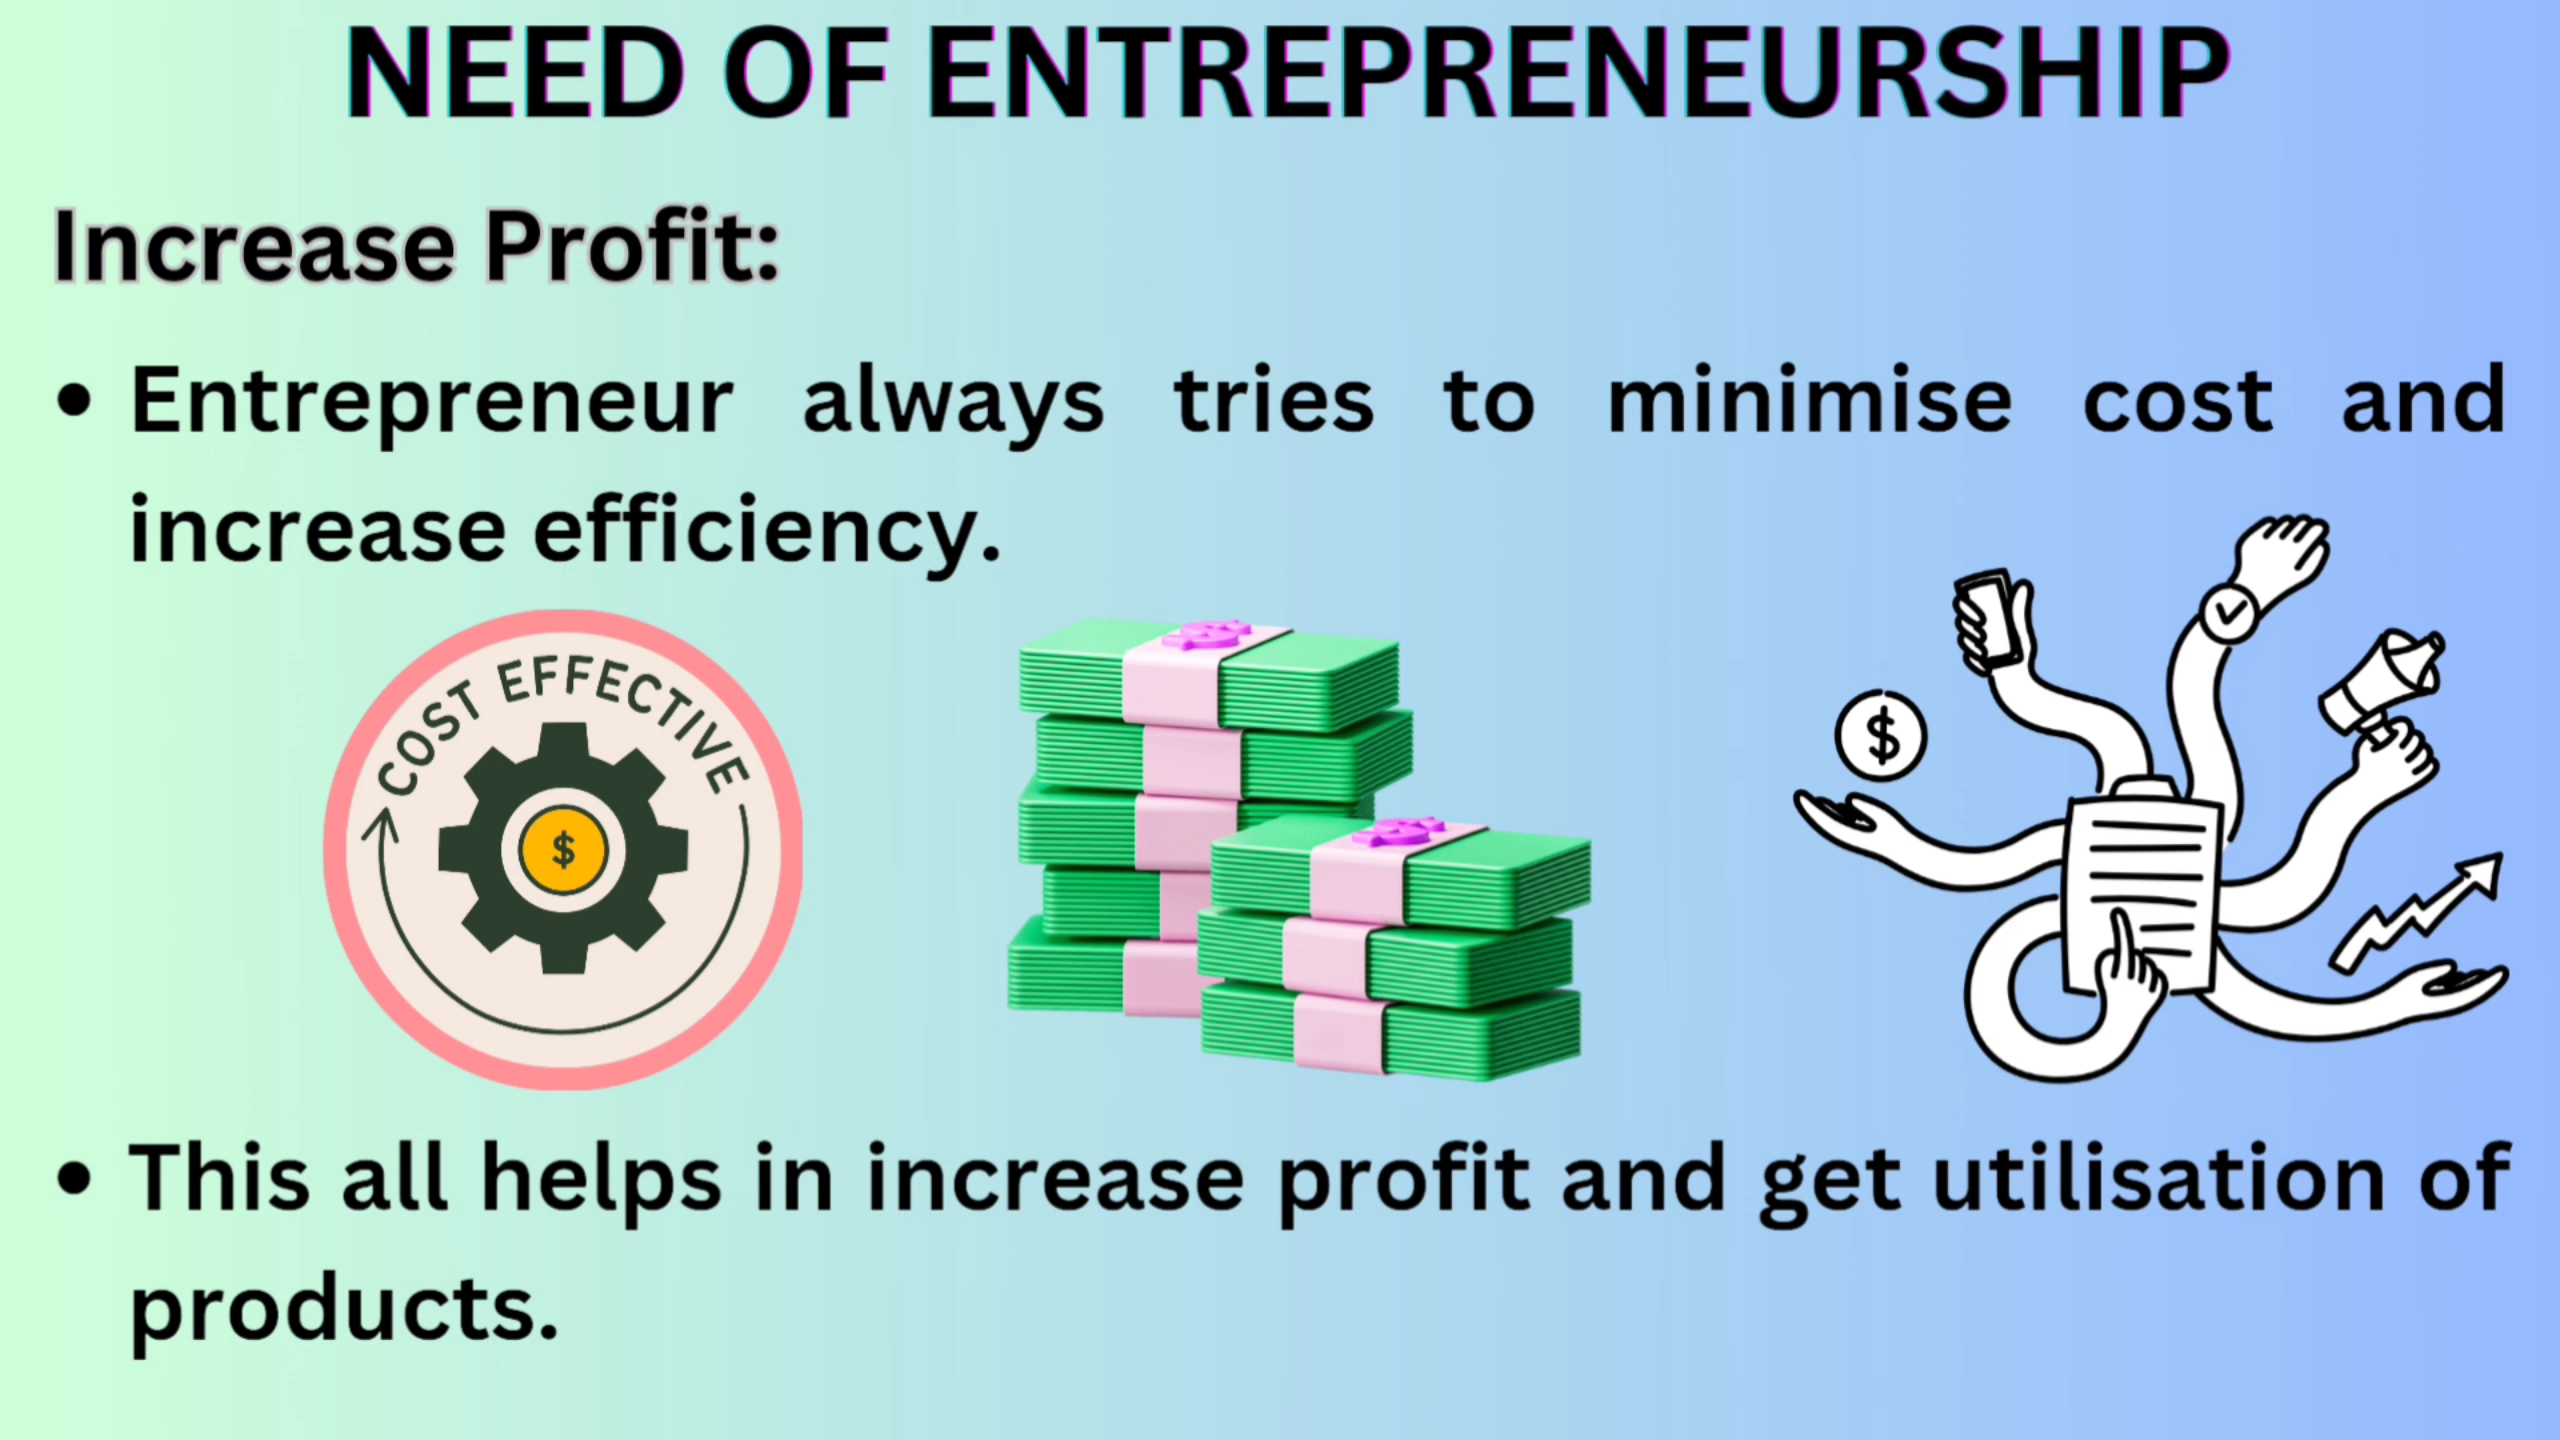 NEED OF ENTREPRENEURSHIP
Increase Profit:
• Entrepreneur always tries to minimise cost and
increase efficiency.
COST EFFECTIVE
$
$
• This all helps in increase profit and get utilisation of
products.